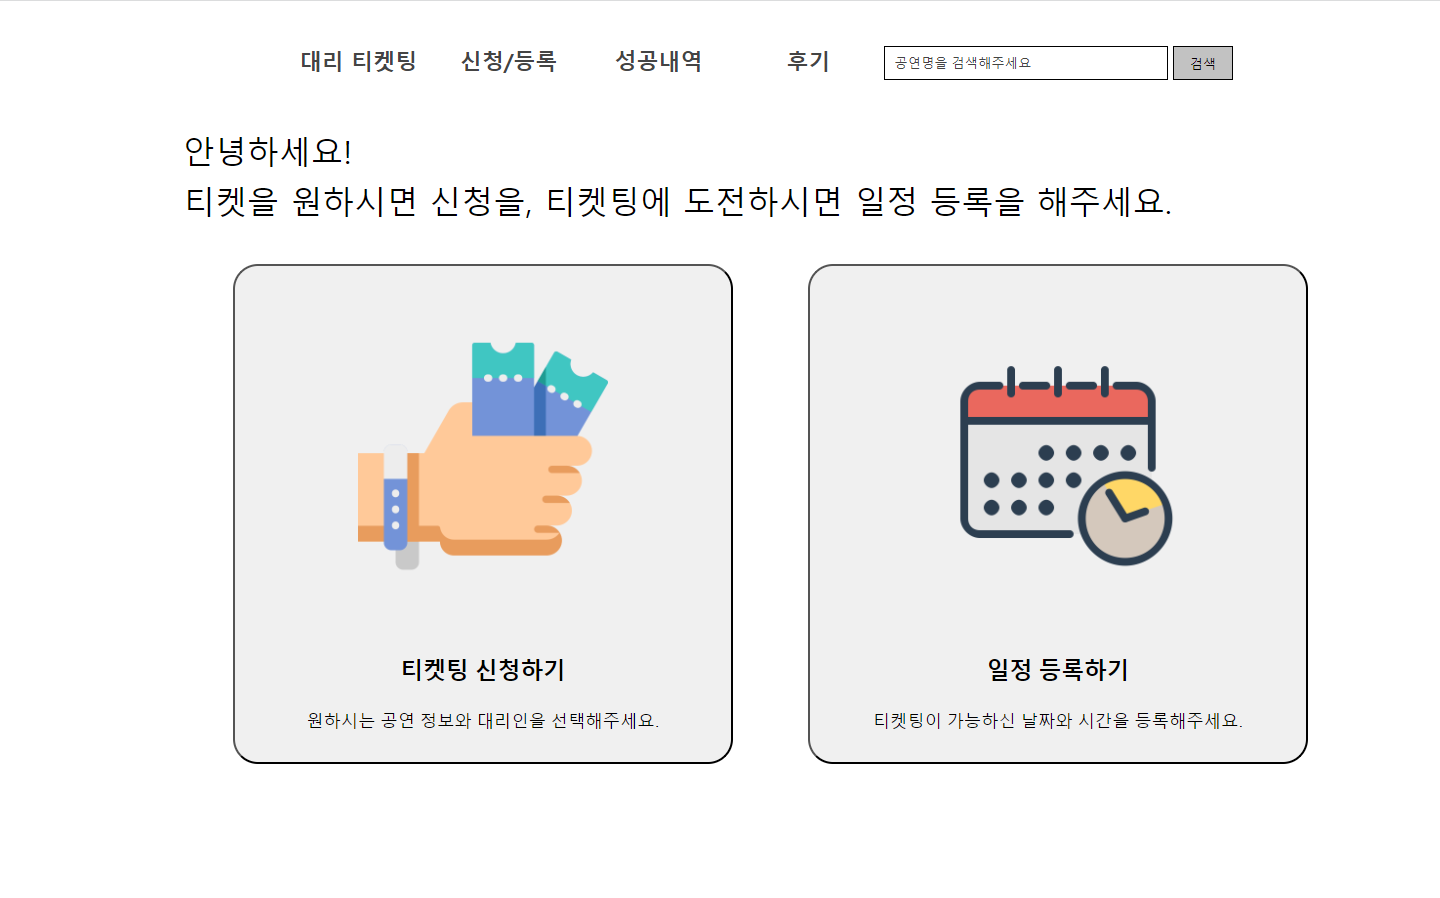 대리 티켓팅 신청/등록 성공내역 후기 공연명을 검색해주세요 검색
안녕하세요!
티켓을 원하시면 신청을, 티켓팅에 도전하시면 일정 등록을 해주세요.
티켓팅 신청하기
원하시는 공연 정보와 대리인을 선택해주세요.
일정 등록하기
티켓팅이 가능하신 날짜와 시간을 등록해주세요.